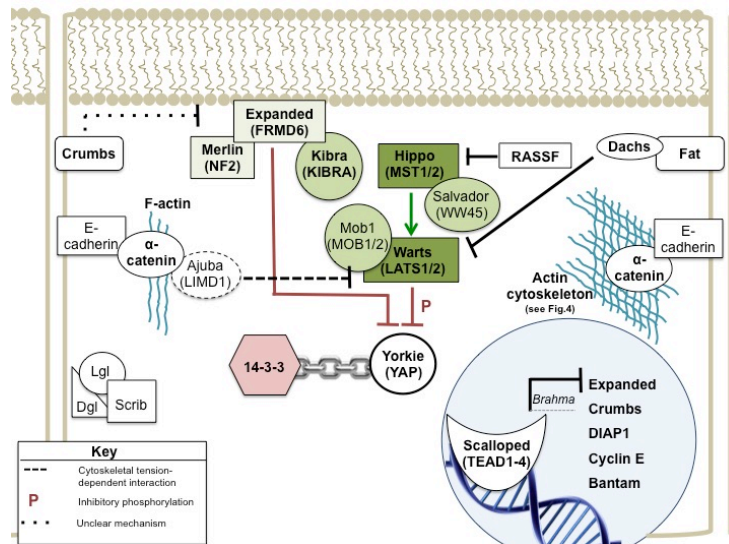 Crumbs
Expanded
(FRMD6)
Merlin
(NF2)
Kibra
(KIBRA)
Hippo
(MST1/2)
RASSF
Salvador
(WW45)
Dachs
Fat
Mob1
(MOB1/2)
Warts
(LATS1/2)
F-actin
E-
cadherin
α-
catenin
Ajuba
(LIMD1)
E-
cadherin
α-
catenin
Actin
cytoskeleton
(see Fig.4)
P
14-3-3
Yorkie
(YAP)
Lgl
Dgl
Scrib
Brahma
Expanded
Crumbs
DIAP1
Cyclin E
Bantam
Scalloped
(TEAD1-4)
Key
Cytoskeletal tension-
dependent interaction
P
Inhibitory phosphorylation
Unclear mechanism